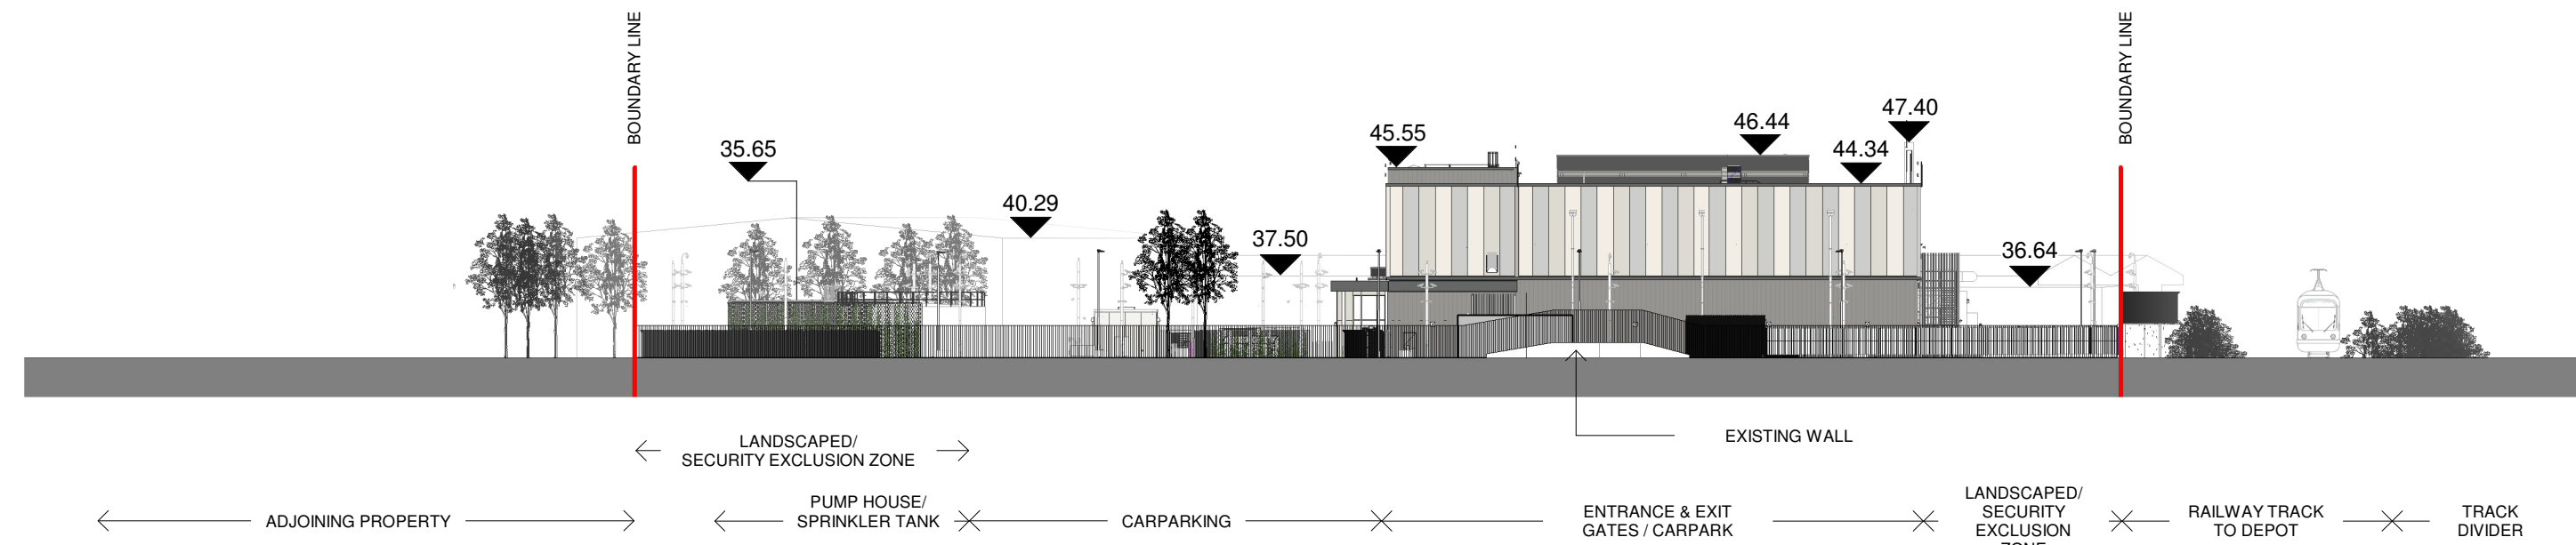 BOUNDARY LINE
BOUNDARY LINE
47.40
46.44
45.55
44.34
35.65
40.29
37.50
36.64
EXISTING WALL
LANDSCAPED/
SECURITY EXCLUSION ZONE
ADJOINING PROPERTY
PUMP HOUSE/
SPRINKLER TANK
CARPARKING
ENTRANCE & EXIT
GATES / CARPARK
LANDSCAPED/
SECURITY
EXCLUSION
ZONE
RAILWAY TRACK
TO DEPOT
TRACK
DIVIDER